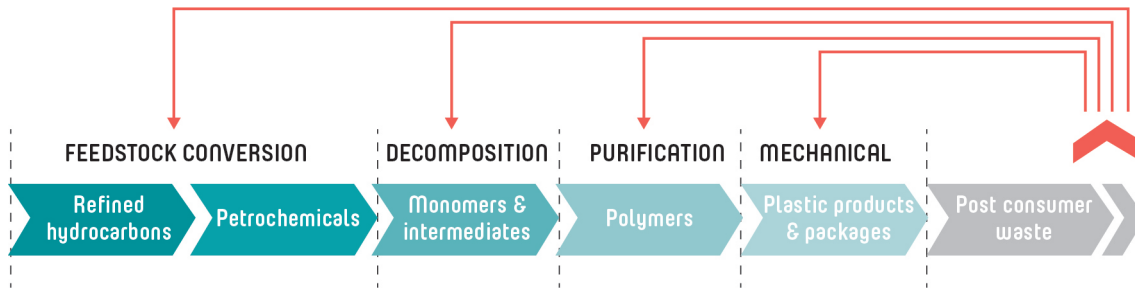 FEEDSTOCK CONVERSION
DECOMPOSITION
PURIFICATION
MECHANICAL
Refined
hydrocarbons
Petrochemicals
Monomers &
intermediates
Polymers
Plastic products
& packages
Post consumer
waste